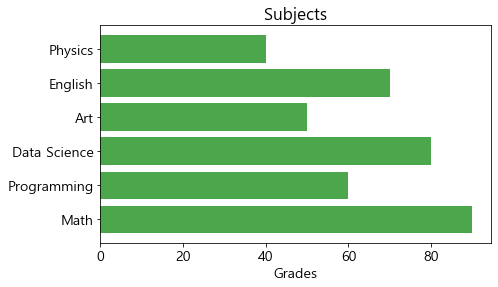 Subjects
Physics
English
Art
Data Science
Programming
Math
0 20 40 60 80
Grades